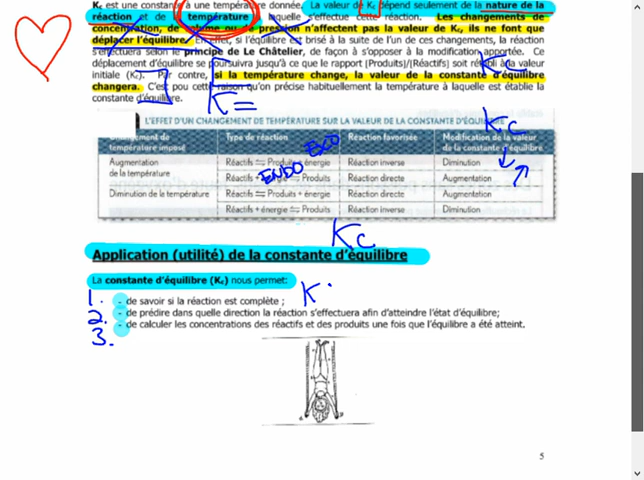 Kc est une constante à une température donnée. La valeur de Kc dépend seulement de la nature de la
réaction et de température laquelle s'effectue cette réaction. Les changements de
concentration, de volume ou pression n'affectent pas la valeur de Kc, ils ne font que
déplacer l'équilibre. si l'équilibre est brisé à la suite de l'un de ces changements, la réaction
s'effectuera selon le principe de Le Châtelier, de façon à s'opposer à la modification apportée. Ce
déplacement d'équilibre se poursuivra jusqu'à ce que le rapport [Produits]/[Réactifs] soit rétabli à la valeur
Kc
initiale (Kc). Par contre, si la température change, la valeur de la constante d'équilibre
changera. C'est pou cette raison qu'on précise habituellement la température à laquelle est établie la
constante d'équilibre.
K=
L'EFFET D'UN CHANGEMENT DE TEMPÉRATURE SUR LA VALEUR DE LA CONSTANTE D'ÉQUILIBRE
Kc
Changement de température imposé Type de réaction Réaction favorisée Modification de la valeur de la constante d'équilibre
EXO
Augmentation de la température Réactifs ⇌ Produits + énergie Réaction inverse Diminution ↓
ENDO
Réactifs + énergie ⇌ Produits Réaction directe Augmentation ↑
Diminution de la température Réactifs ⇌ Produits + énergie Réaction directe Augmentation
Réactifs + énergie ⇌ Produits Réaction inverse Diminution
Kc
Application (utilité) de la constante d'équilibre
La constante d'équilibre (Kc) nous permet:
1. - de savoir si la réaction est complète ; K
2. - de prédire dans quelle direction la réaction s'effectuera afin d'atteindre l'état d'équilibre;
3. - de calculer les concentrations des réactifs et des produits une fois que l'équilibre a été atteint.
5